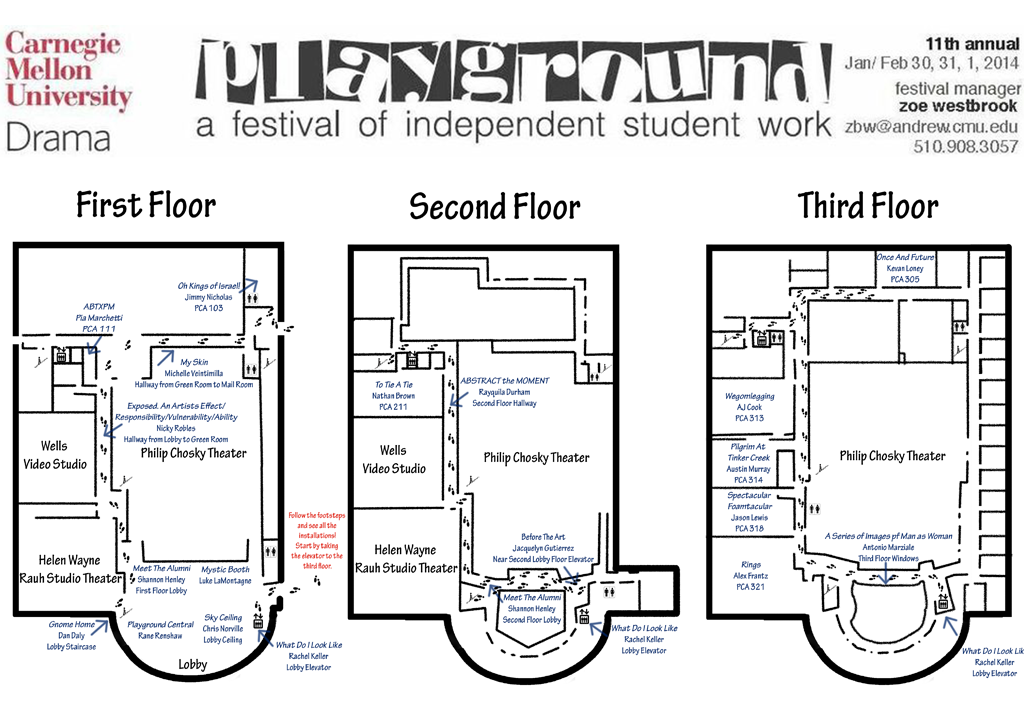 Carnegie
Mellon
University
Drama
playground
a festival of independent student work
11th annual
Jan/ Feb 30, 31, 1, 2014
festival manager
zoe westbrook
zbw@andrew.cmu.edu
510.908.3057
First Floor
Oh Kings of Israel!
Jimmy Nicholas
PCA 103
ABTXPM
Pia Marchetti
PCA 111
My Skin
Michelle Veintimilla
Hallway from Green Room to Mail Room
Exposed. An Artists Effect/
Responsibility/Vulnerability/Ability
Nicky Robles
Hallway from Lobby to Green Room
Wells
Video Studio
Philip Chosky Theater
Helen Wayne
Rauh Studio Theater
Meet The Alumni
Shannon Henley
First Floor Lobby
Mystic Booth
Luke LaMontagne
Gnome Home
Dan Daly
Lobby Staircase
Playground Central
Rane Renshaw
Sky Ceiling
Chris Norville
Lobby Ceiling
What Do I Look Like
Rachel Keller
Lobby Elevator
Lobby
Follow the footsteps
and see all the
installations!
Start by taking
the elevator to the
third floor.
Second Floor
To Tie A Tie
Nathan Brown
PCA 211
ABSTRACT the MOMENT
Rayquila Durham
Second Floor Hallway
Wells
Video Studio
Philip Chosky Theater
Helen Wayne
Rauh Studio Theater
Before The Art
Jacquelyn Gutierrez
Near Second Lobby Floor Elevator
Meet The Alumni
Shannon Henley
Second Floor Lobby
What Do I Look Like
Rachel Keller
Lobby Elevator
Third Floor
Once And Future
Kevan Loney
PCA 305
Wegomlegging
AJ Cook
PCA 313
Pilgrim At
Tinker Creek
Austin Murray
PCA 314
Philip Chosky Theater
Spectacular
Foamtacular
Jason Lewis
PCA 318
A Series of Images pf Man as Woman
Antonio Marziale
Third Floor Windows
Rings
Alex Frantz
PCA 321
What Do I Look Lik
Rachel Keller
Lobby Elevator